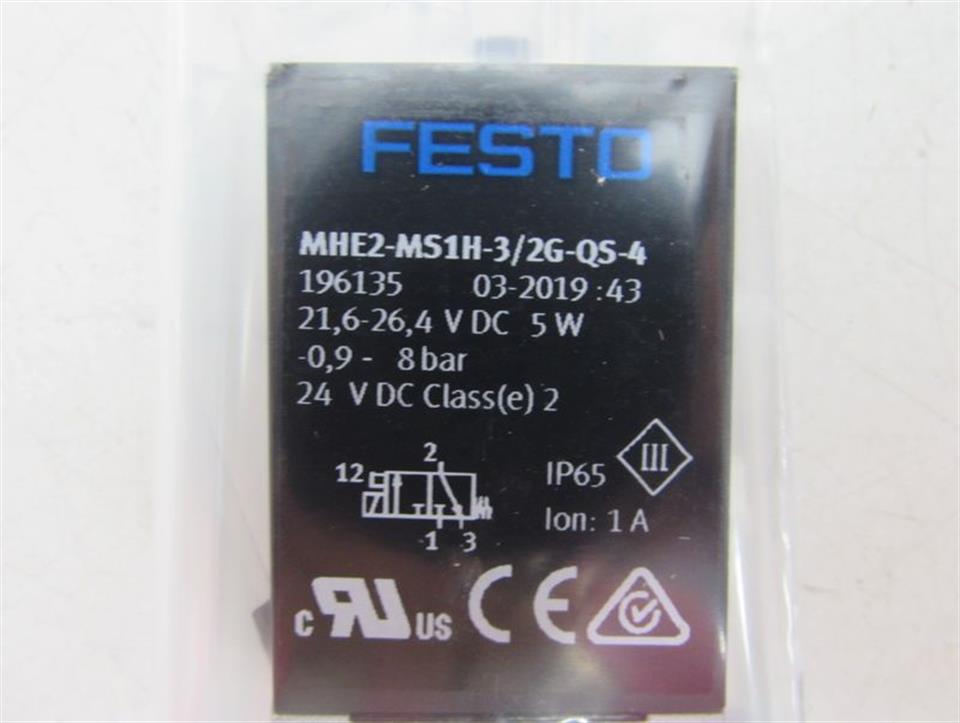 FESTO
MHE2-MS1H-3/2G-QS-4
196135 03-2019 :43
21,6-26,4 V DC 5 W
-0,9 - 8 bar
24 V DC Class(e) 2
2
12
1 3
IP65 III
Ion: 1 A
c RU US CE